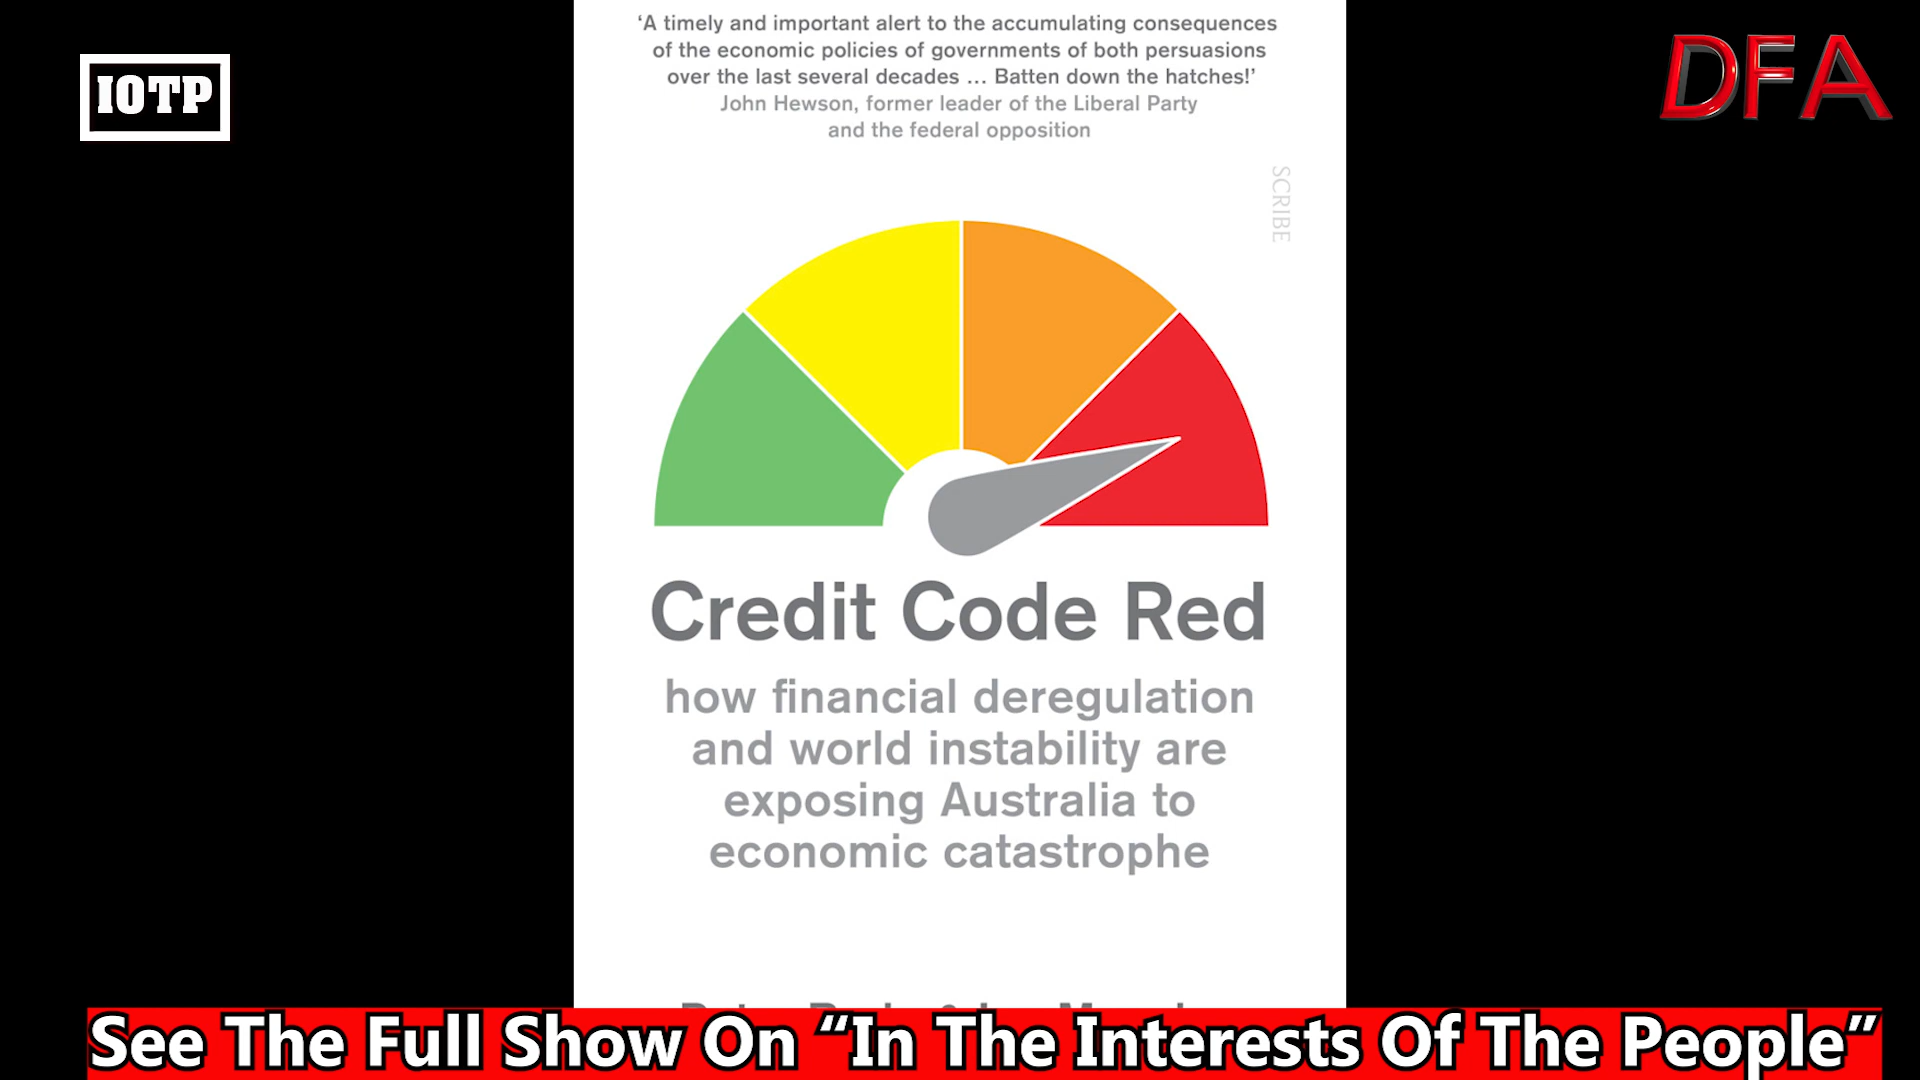 ‘A timely and important alert to the accumulating consequences
of the economic policies of governments of both persuasions
over the last several decades … Batten down the hatches!’
John Hewson, former leader of the Liberal Party
and the federal opposition
IOTP
DFA
SCRIBE
Credit Code Red
how financial deregulation
and world instability are
exposing Australia to
economic catastrophe
See The Full Show On “In The Interests Of The People”